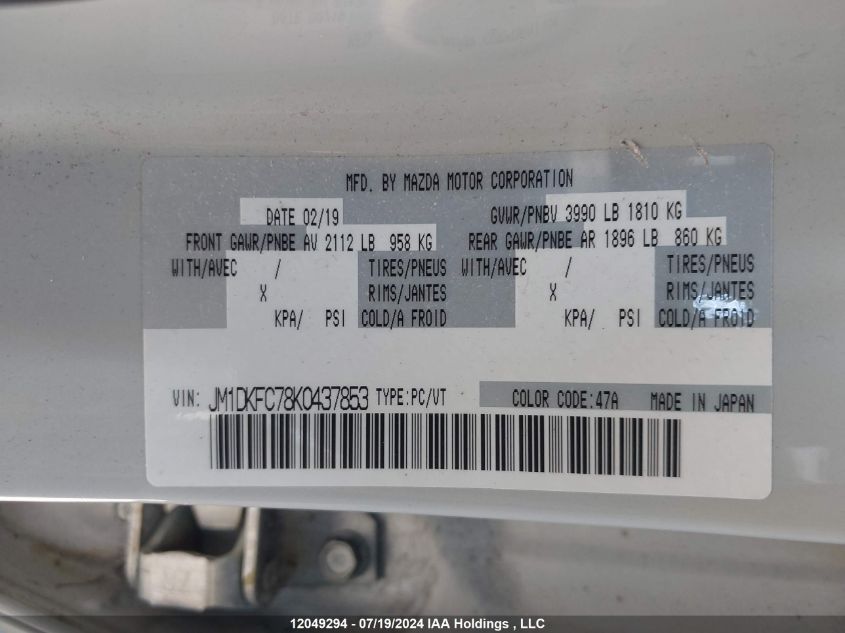 MFD. BY MAZDA MOTOR CORPORATION
DATE 02/19 GVWR/PNBV 3990 LB 1810 KG
FRONT GAWR/PNBE AV 2112 LB 958 KG REAR GAWR/PNBE AR 1896 LB 860 KG
WITH/AVEC / TIRES/PNEUS WITH/AVEC / TIRES/PNEUS
X RIMS/JANTES X RIMS/JANTES
KPA/ PSI COLD/A FROID KPA/ PSI COLD/A FROID
VIN: JM1DKFC78K0437853 TYPE:PC/VT COLOR CODE:47A MADE IN JAPAN
12049294 - 07/19/2024 IAA Holdings , LLC